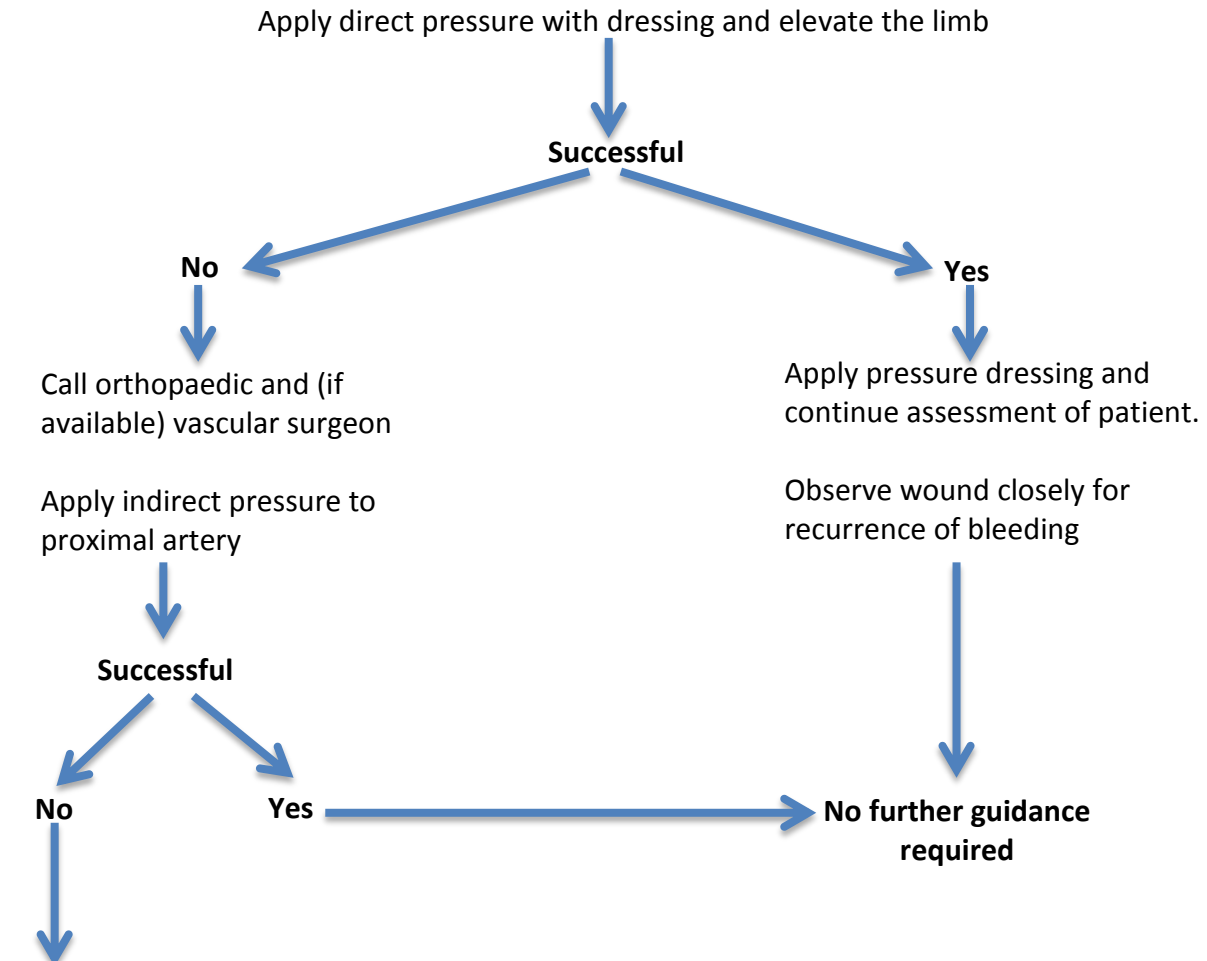 Apply direct pressure with dressing and elevate the limb
Successful
No
Yes
Call orthopaedic and (if
available) vascular surgeon
Apply indirect pressure to
proximal artery
Apply pressure dressing and
continue assessment of patient.
Observe wound closely for
recurrence of bleeding
Successful
No
Yes
No further guidance
required